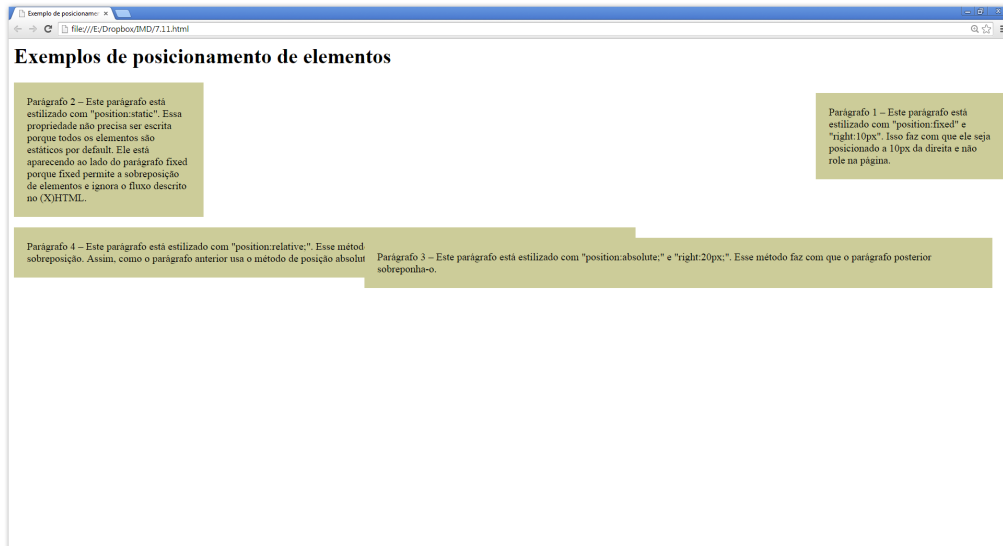 Exemplo de posicioname
file:///E:/Dropbox/IMD/7.11.html
Exemplos de posicionamento de elementos
Parágrafo 2 – Este parágrafo está
estilizado com "position:static". Essa
propriedade não precisa ser escrita
porque todos os elementos são
estáticos por default. Ele está
aparecendo ao lado do parágrafo fixed
porque fixed permite a sobreposição
de elementos e ignora o fluxo descrito
no (X)HTML.
Parágrafo 1 – Este parágrafo está
estilizado com "position:fixed" e
"right:10px". Isso faz com que ele seja
posicionado a 10px da direita e não
role na página.
Parágrafo 4 – Este parágrafo está estilizado com "position:relative;". Esse métod
sobreposição. Assim, como o parágrafo anterior usa o método de posição absolut
Parágrafo 3 – Este parágrafo está estilizado com "position:absolute;" e "right:20px;". Esse método faz com que o parágrafo posterior
sobreponha-o.